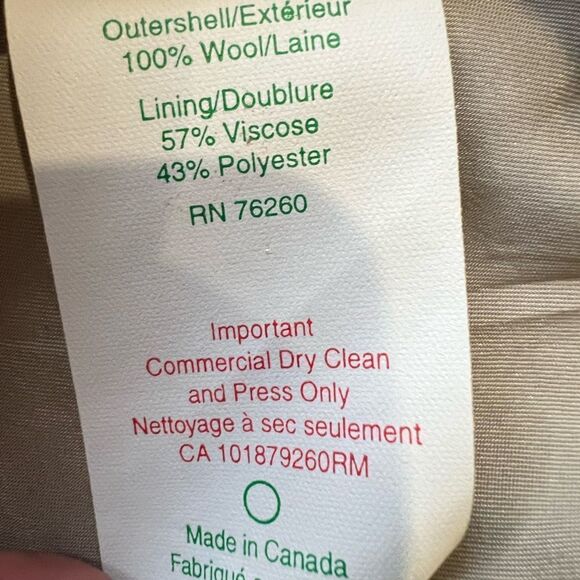 Outershell/Extérieur
100% Wool/Laine
Lining/Doublure
57% Viscose
43% Polyester
RN 76260
Important
Commercial Dry Clean
and Press Only
Nettoyage à sec seulement
CA 101879260RM
Made in Canada
Fabriqué